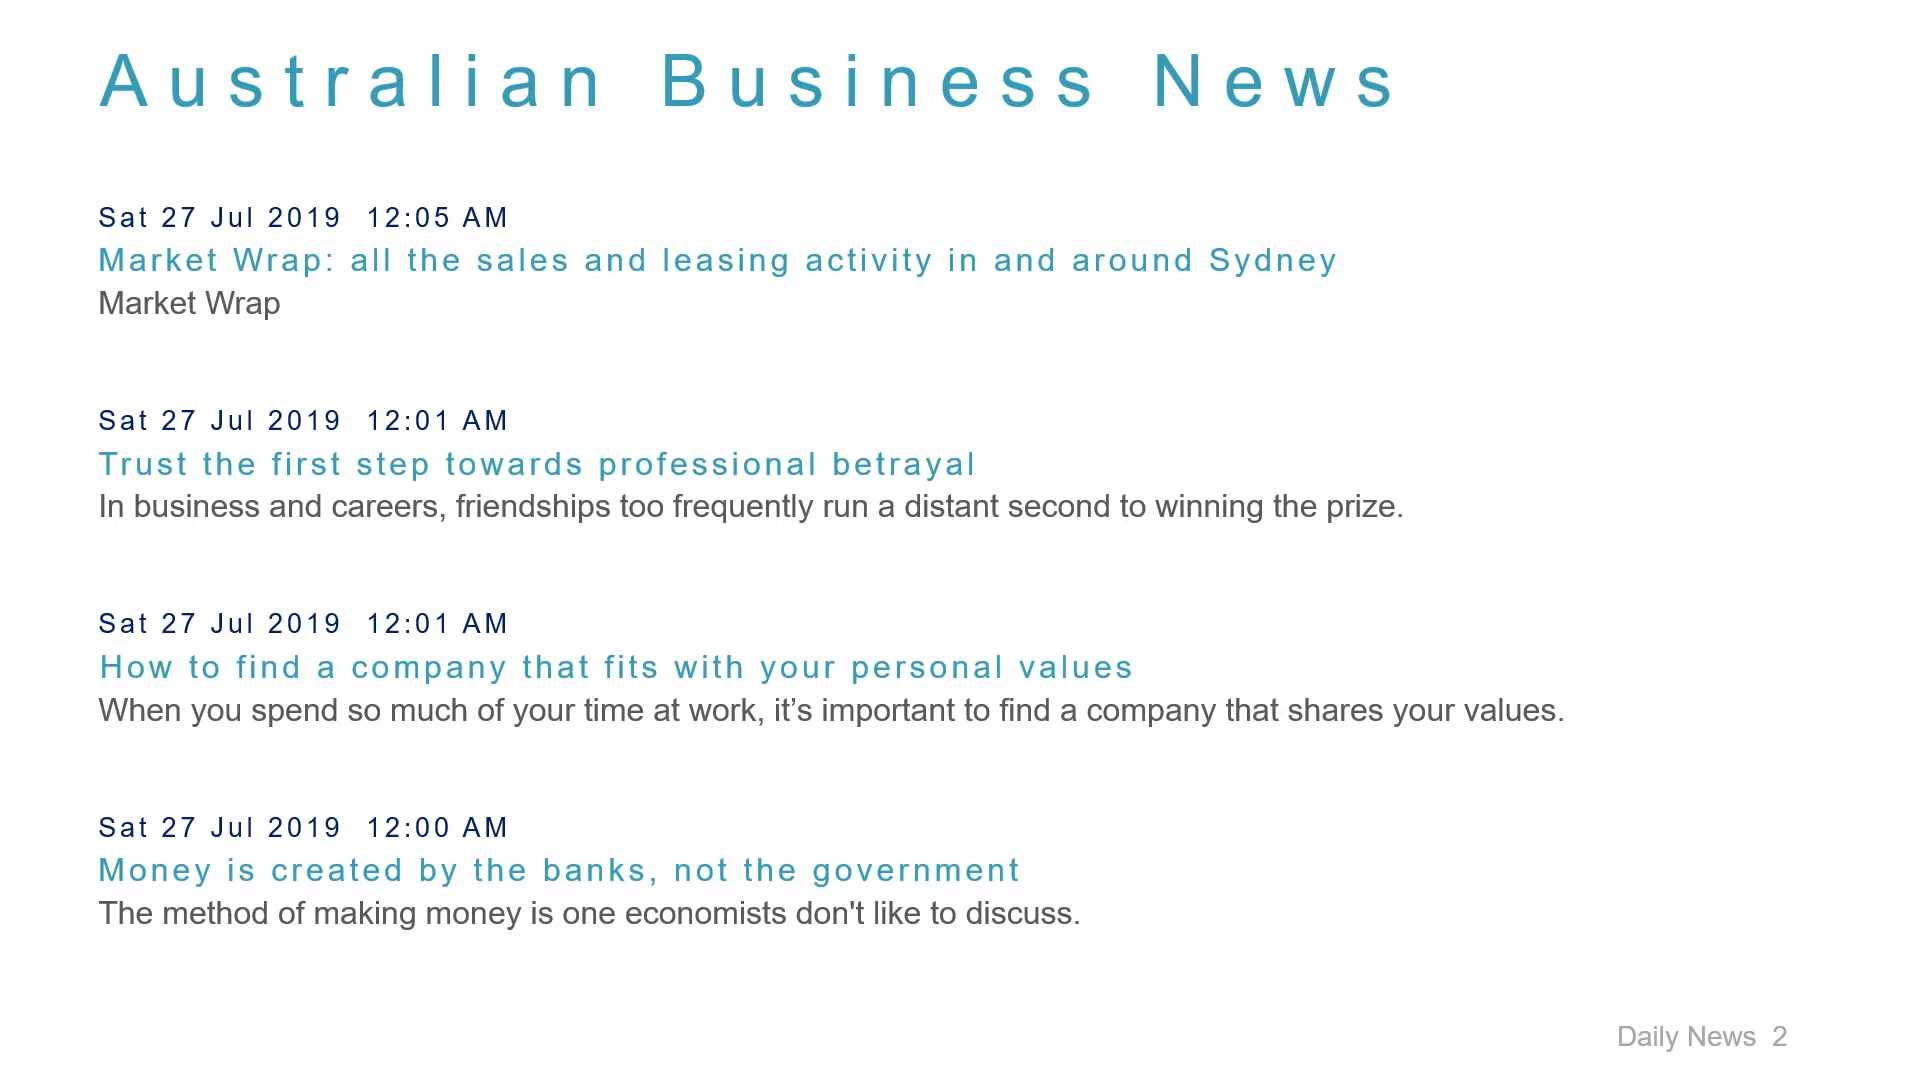 Australian Business News
Sat 27 Jul 2019  12:05 AM
Market Wrap: all the sales and leasing activity in and around Sydney
Market Wrap
Sat 27 Jul 2019  12:01 AM
Trust the first step towards professional betrayal
In business and careers, friendships too frequently run a distant second to winning the prize.
Sat 27 Jul 2019  12:01 AM
How to find a company that fits with your personal values
When you spend so much of your time at work, it’s important to find a company that shares your values.
Sat 27 Jul 2019  12:00 AM
Money is created by the banks, not the government
The method of making money is one economists don't like to discuss.
Daily News  2